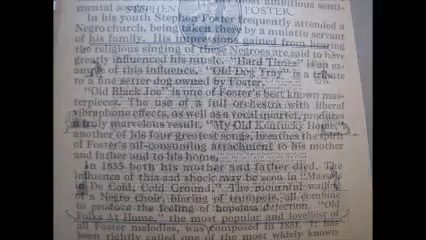 mental so ambitious senti-
STEPHEN FOSTER
In his youth Stephen Foster frequently attended a
Negro church, being taken there by a mulatto servant
of his family. His impressions gained from hearing
the religious singing of these Negroes are said to have
greatly influenced his music. "Hard Times" is an ex-
ample of this influence. "Old Dog Tray" is a tribute
to a fine setter dog owned by Foster.
"Old Black Joe" is one of Foster's best known mas-
terpieces. The use of a full orchestra with liberal
vibraphone effects, as well as a vocal quartet, produces
a truly marvelous result. "My Old Kentucky Home,"
another of his four greatest songs, breathes the spirit
of Foster's all-consuming attachment to his mother
and father and to his home.
In 1855 both his mother and father died. The
influence of this sad shock may be seen in "Massa's
in De Cold, Cold Ground." The mournful wailing
of a Negro choir, blaring of trumpets, all combine
to produce the feeling of hopeless dejection. "Old
Folks At Home," the most popular and loveliest of
all Foster melodies, was composed in 1851. It has
been rightly called one of the most widely known